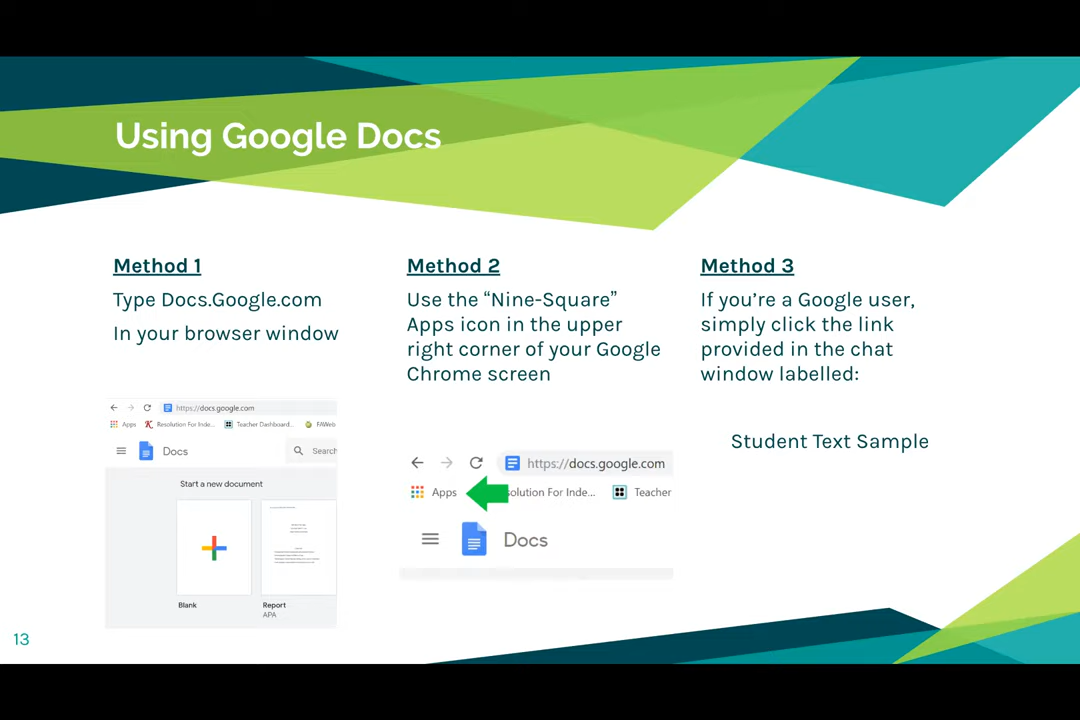 Using Google Docs
Method 1
Type Docs.Google.com
In your browser window
https://docs.google.com
Apps
Resolution For Inde...
Teacher Dashboard...
FAWeb
Docs
Search
Start a new document
Blank
Report
APA
Method 2
Use the “Nine-Square”
Apps icon in the upper
right corner of your Google
Chrome screen
https://docs.google.com
Apps
solution For Inde...
Teacher
Docs
Method 3
If you’re a Google user,
simply click the link
provided in the chat
window labelled:
Student Text Sample
13